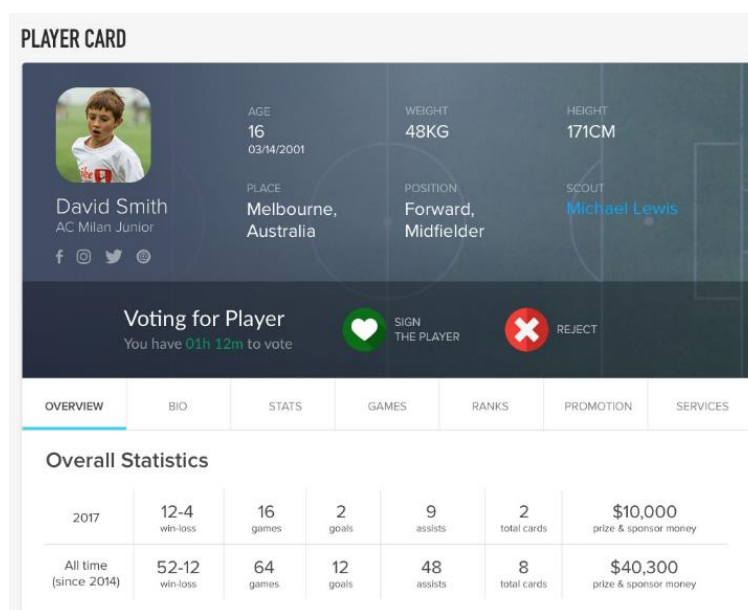 PLAYER CARD
AGE
16
03/14/2001
WEIGHT
48KG
HEIGHT
171CM
David Smith
AC Milan Junior
PLACE
Melbourne,
Australia
POSITION
Forward,
Midfielder
SCOUT
Michael Lewis
Voting for Player
You have 01h 12m to vote
SIGN
THE PLAYER
REJECT
OVERVIEW BIO STATS GAMES RANKS PROMOTION SERVICES
Overall Statistics
2017 12-4 16 2 9 2 $10,000
win-loss games goals assists total cards prize & sponsor money
All time 52-12 64 12 48 8 $40,300
(since 2014) win-loss games goals assists total cards prize & sponsor money